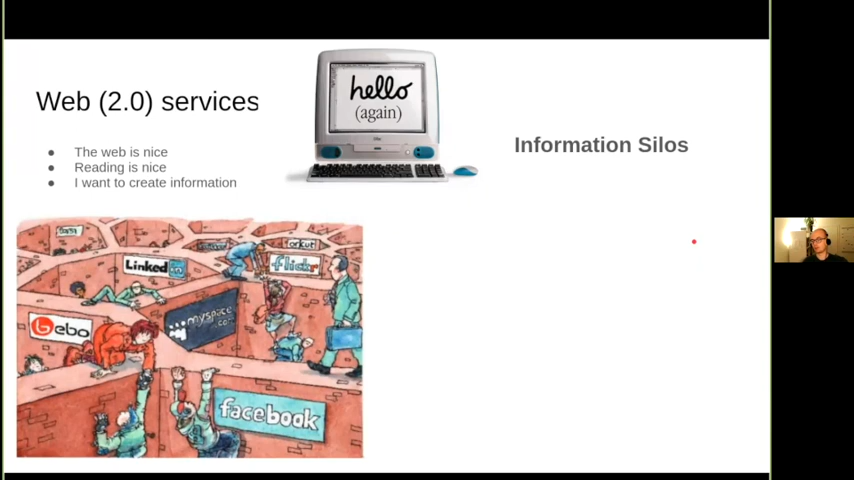 Web (2.0) services
The web is nice
Reading is nice
I want to create information
hello
(again)
Information Silos
orkut
Linked in
flickr
bebo
myspace
.com
facebook